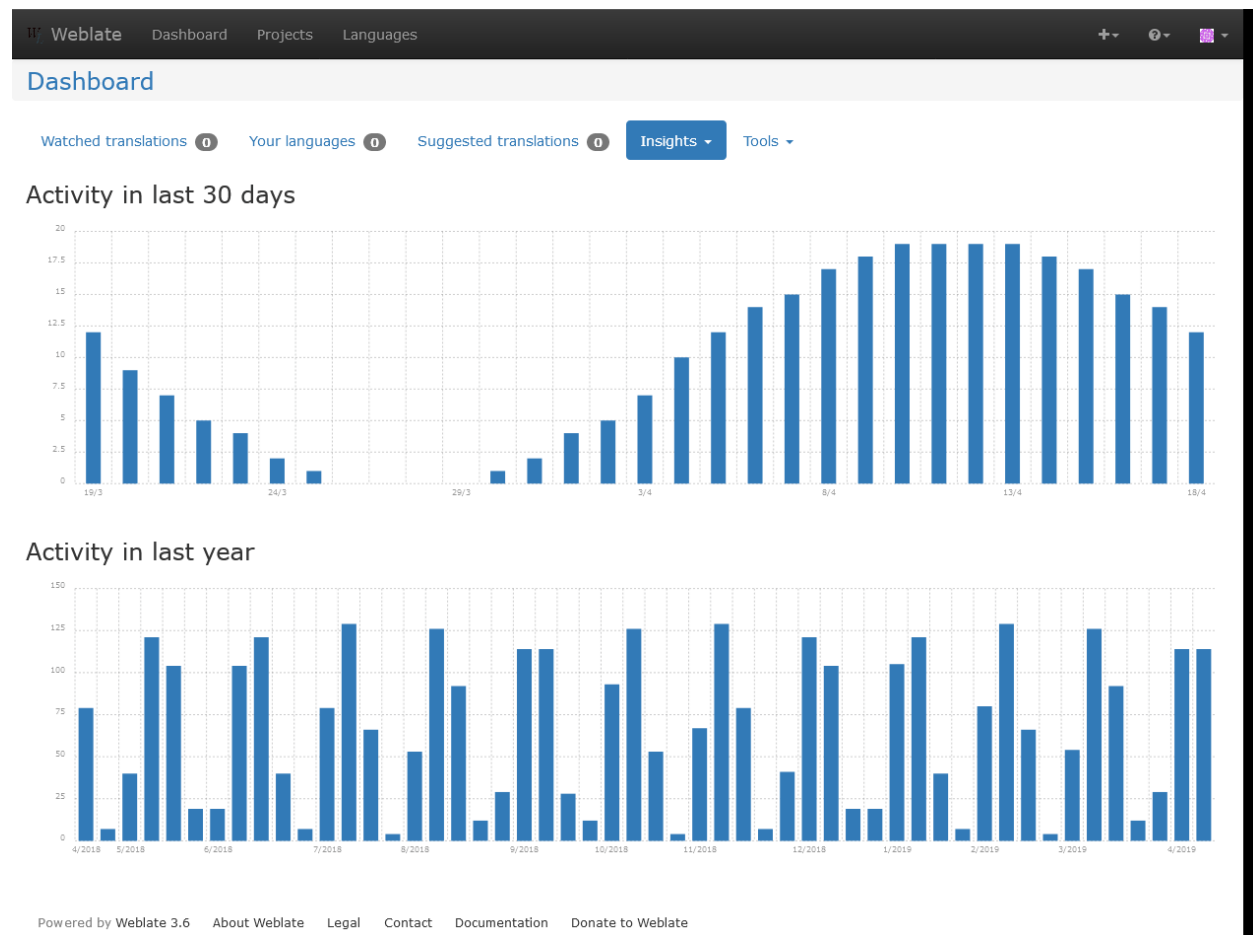 Weblate Dashboard Projects Languages
Dashboard
Watched translations 0 Your languages 0 Suggested translations 0 Insights Tools
Activity in last 30 days
20
17.5
15
12.5
10
7.5
5
2.5
0
19/3 24/3 29/3 3/4 8/4 13/4 18/4
Activity in last year
150
125
100
75
50
25
0
4/2018 5/2018 6/2018 7/2018 8/2018 9/2018 10/2018 11/2018 12/2018 1/2019 2/2019 3/2019 4/2019
Powered by Weblate 3.6 About Weblate Legal Contact Documentation Donate to Weblate